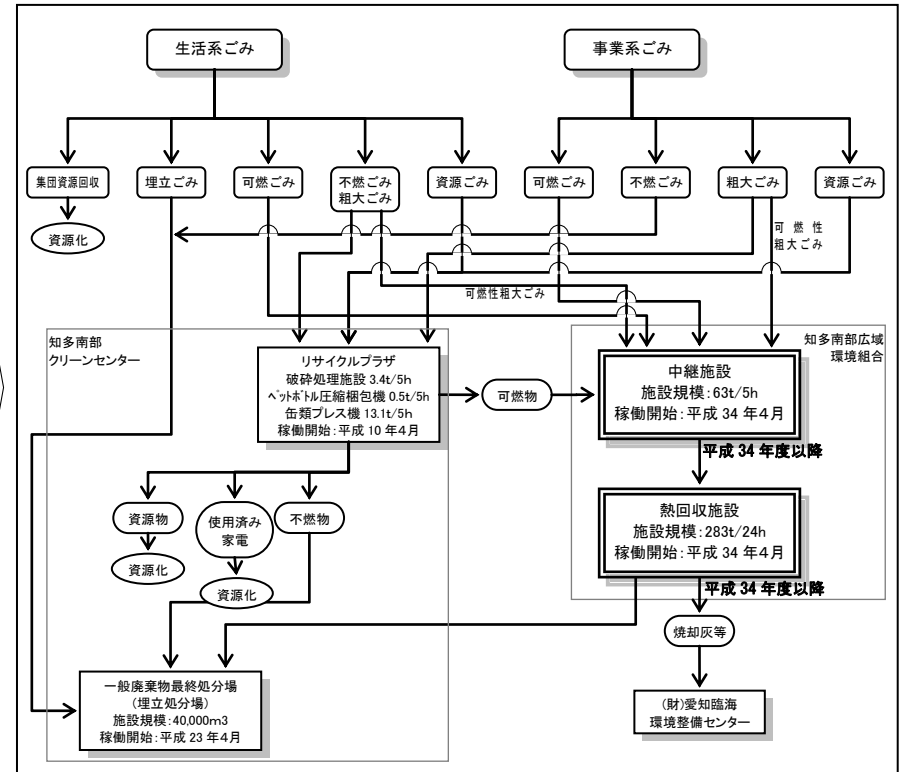 生活系ごみ
事業系ごみ
集団資源回収
埋立ごみ
可燃ごみ
不燃ごみ
粗大ごみ
資源ごみ
可燃ごみ
不燃ごみ
粗大ごみ
資源ごみ
資源化
可燃性
粗大ごみ
可燃性粗大ごみ
知多南部
クリーンセンター
知多南部広域
環境組合
リサイクルプラザ
破砕処理施設 3.4t/5h
ペットボトル圧縮梱包機 0.5t/5h
缶類プレス機 13.1t/5h
稼働開始:平成 10 年4月
可燃物
中継施設
施設規模:63t/5h
稼働開始:平成 34 年4月
平成 34 年度以降
資源物
使用済み
家電
不燃物
熱回収施設
施設規模:283t/24h
稼働開始:平成 34 年4月
資源化
資源化
平成 34 年度以降
焼却灰等
一般廃棄物最終処分場
(埋立処分場)
施設規模:40,000m3
稼働開始:平成 23 年4月
(財)愛知臨海
環境整備センター